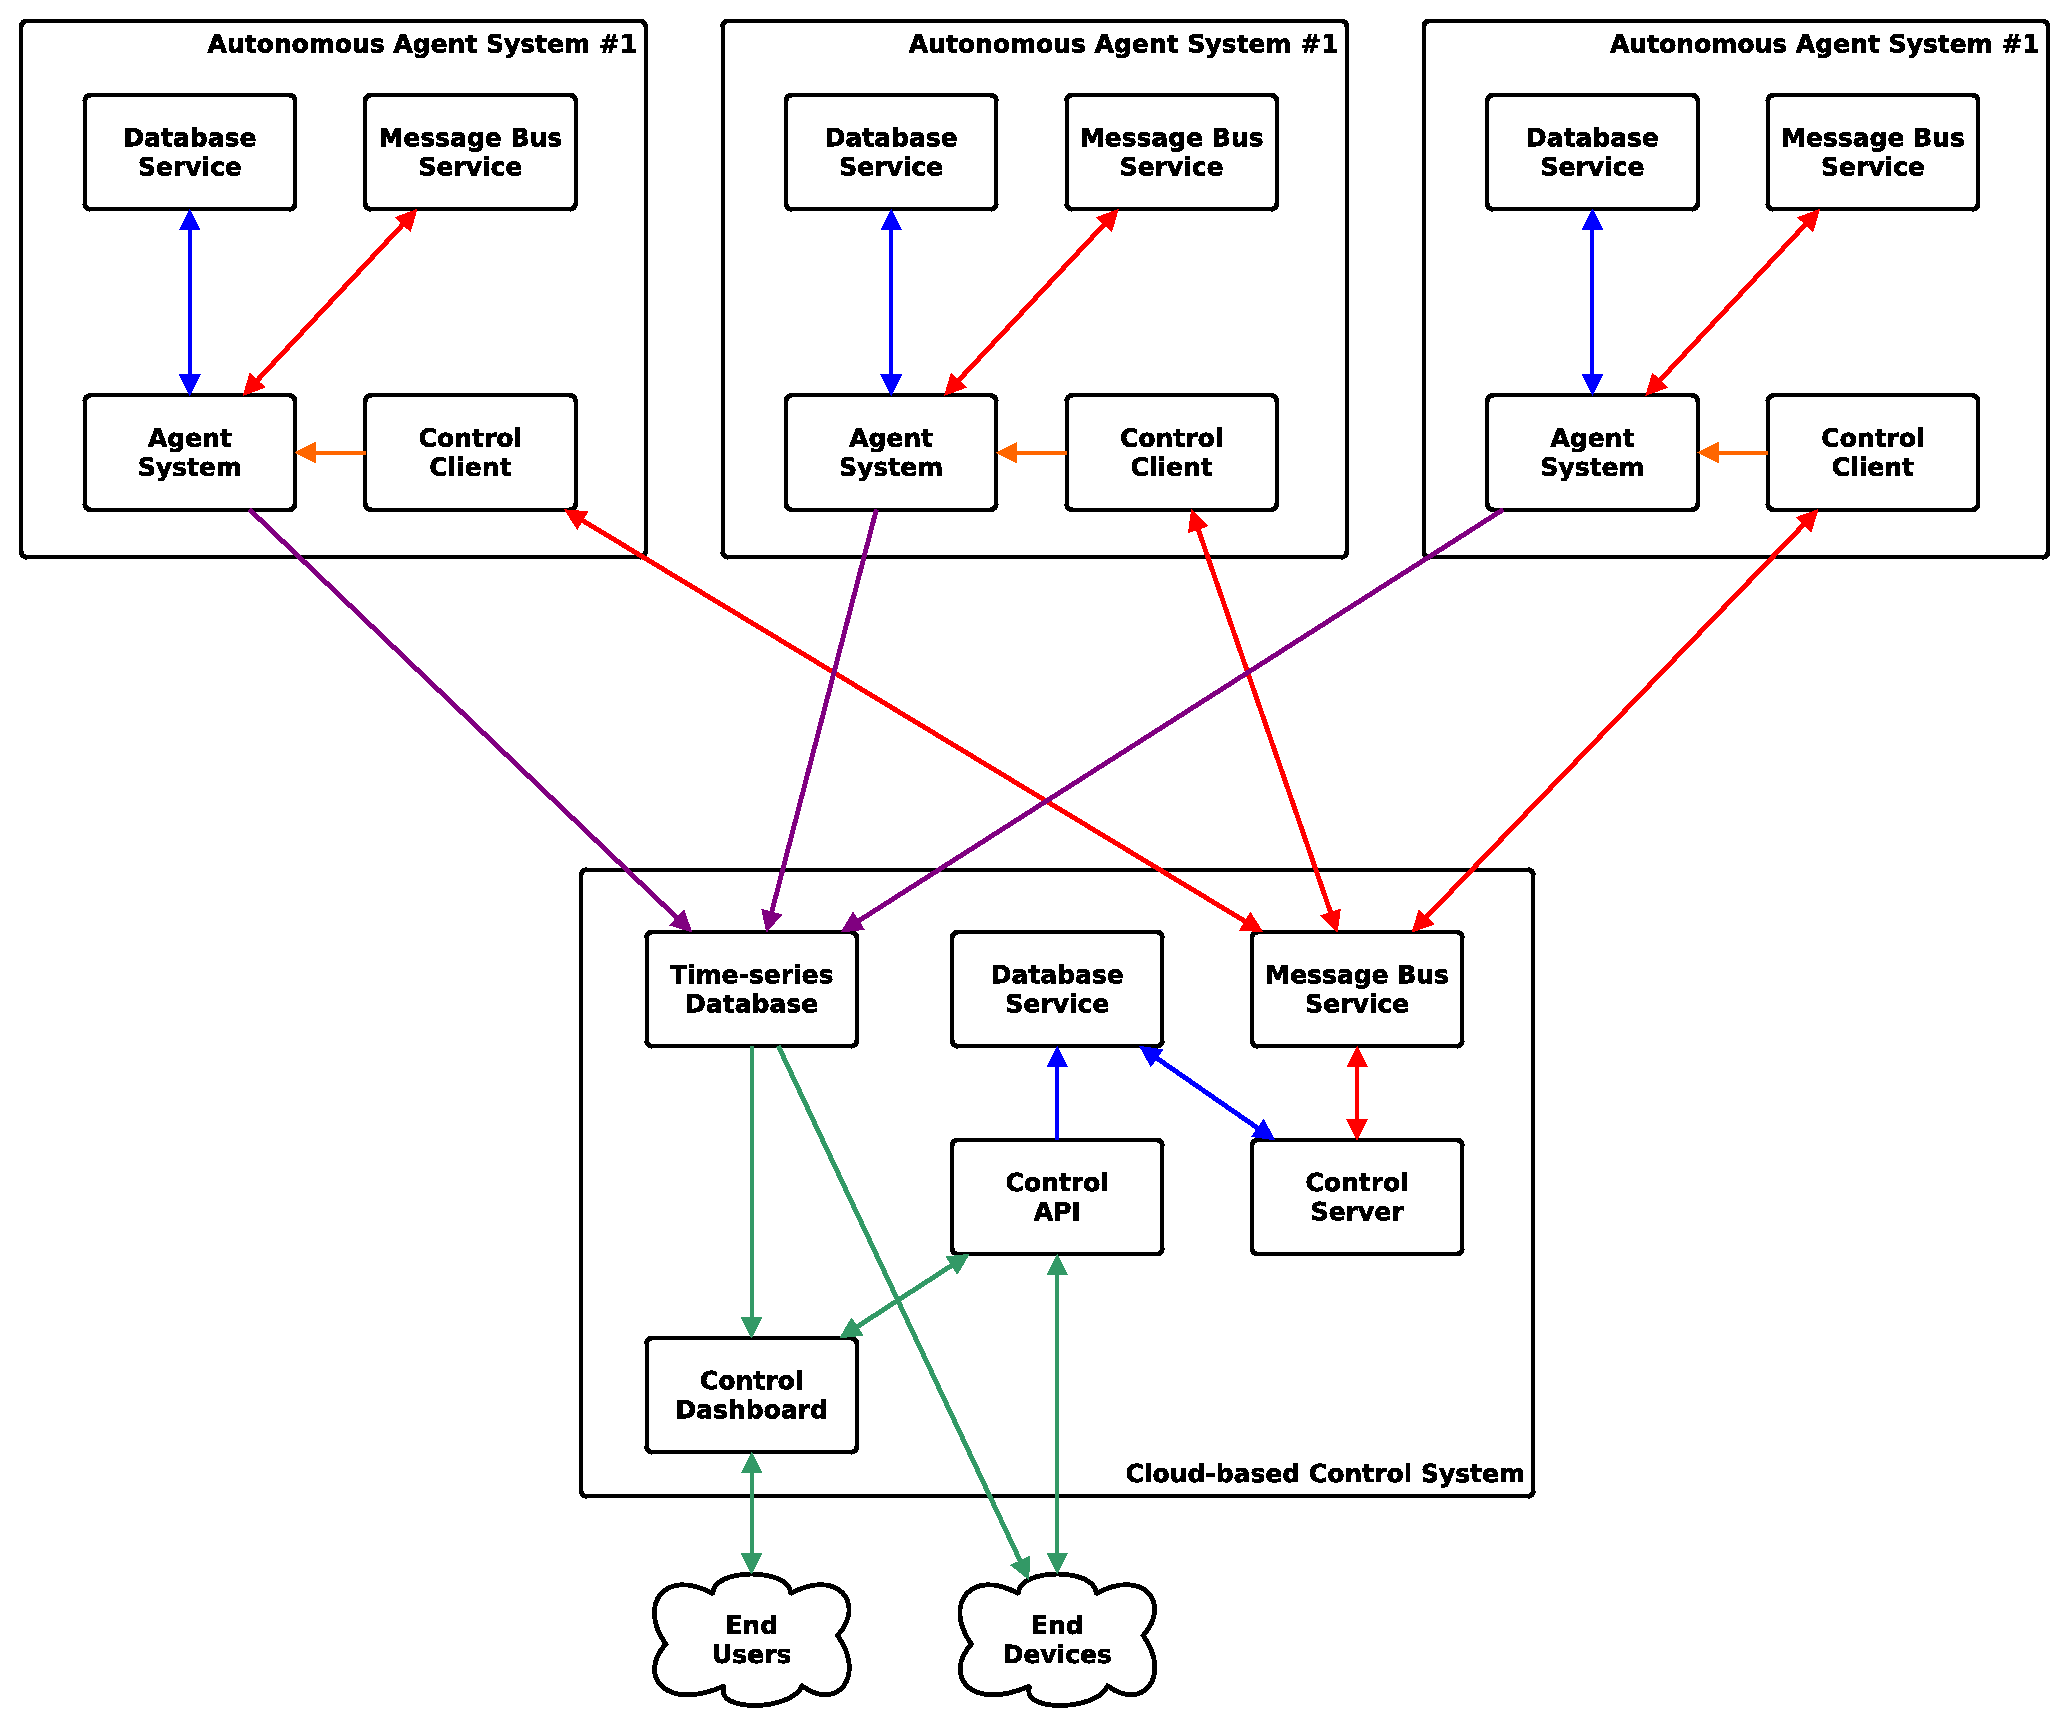 Autonomous Agent System #1
Database
Service
Message Bus
Service
Agent
System
Control
Client
Autonomous Agent System #1
Database
Service
Message Bus
Service
Agent
System
Control
Client
Autonomous Agent System #1
Database
Service
Message Bus
Service
Agent
System
Control
Client
Time-series
Database
Database
Service
Message Bus
Service
Control
API
Control
Server
Control
Dashboard
Cloud-based Control System
End
Users
End
Devices